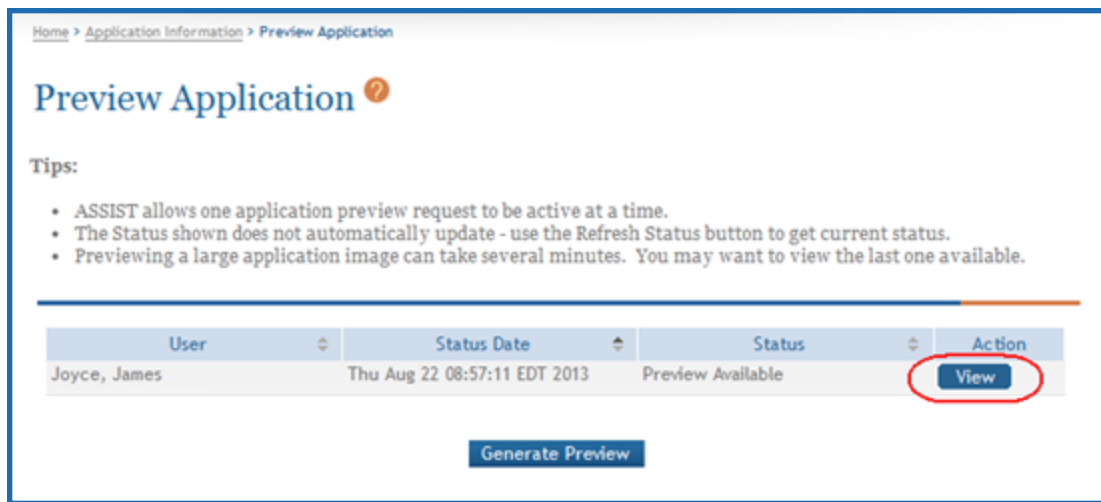 Home > Application Information > Preview Application
Preview Application ?
Tips:
• ASSIST allows one application preview request to be active at a time.
• The Status shown does not automatically update - use the Refresh Status button to get current status.
• Previewing a large application image can take several minutes. You may want to view the last one available.
User Status Date Status Action
Joyce, James Thu Aug 22 08:57:11 EDT 2013 Preview Available View
Generate Preview